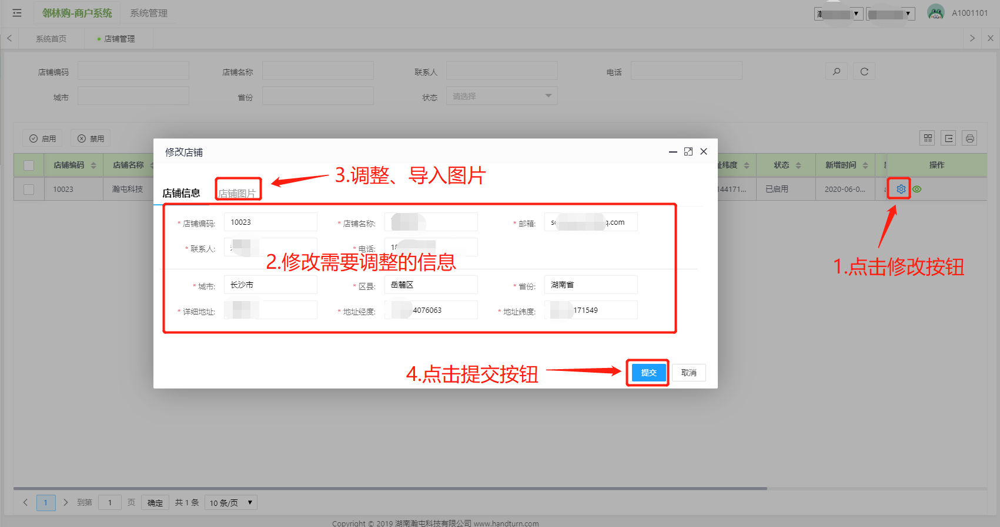 邻林购-商户系统 系统管理 A1001101
系统首页 店铺管理
店铺编码 店铺名称 联系人 电话
城市 省份 状态 请选择
启用 禁用
店铺编码 店铺名称 址纬度 状态 新增时间 操作
10023 瀚屯科技 144171... 已启用 2020-06-0...
修改店铺
3.调整、导入图片
店铺信息 店铺图片
* 店铺编码: 10023 * 店铺名称: * 邮箱: q.com
* 联系人: * 电话: 18
2.修改需要调整的信息
1.点击修改按钮
* 城市: 长沙市 * 区县: 岳麓区 * 省份: 湖南省
* 详细地址: * 地址经度: 4076063 * 地址纬度: 171549
4.点击提交按钮 提交 取消
1 到第 1 页 确定 共 1 条 10 条/页
Copyright © 2019 湖南瀚屯科技有限公司 www.handturn.com